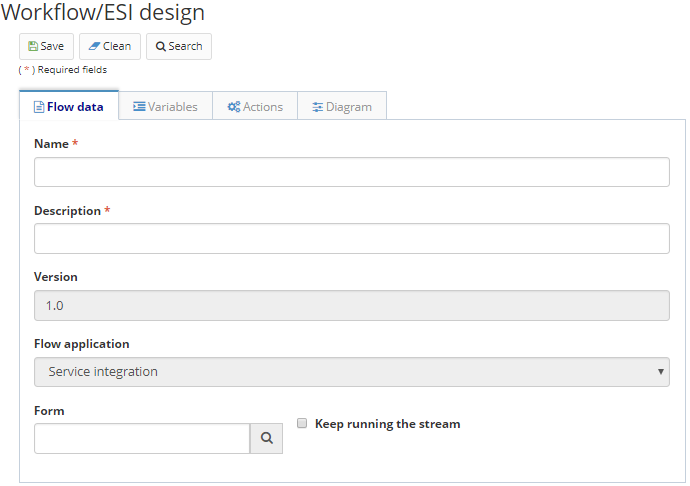 Workflow/ESI design
Save Clean Search
( * ) Required fields
Flow data Variables Actions Diagram
Name *
Description *
Version
1.0
Flow application
Service integration
Form
Keep running the stream